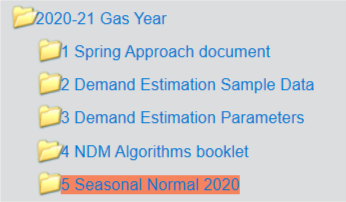 2020-21 Gas Year
1 Spring Approach document
2 Demand Estimation Sample Data
3 Demand Estimation Parameters
4 NDM Algorithms booklet
5 Seasonal Normal 2020